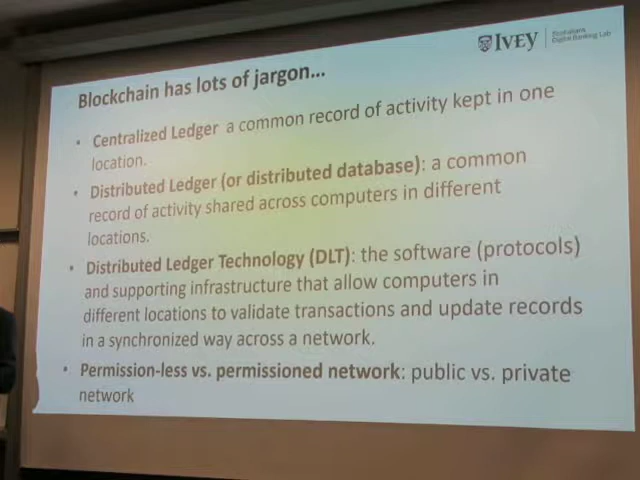 IVEY
Scotiabank
Digital Banking Lab
Blockchain has lots of jargon...
• Centralized Ledger a common record of activity kept in one
location.
• Distributed Ledger (or distributed database): a common
record of activity shared across computers in different
locations.
• Distributed Ledger Technology (DLT): the software (protocols)
and supporting infrastructure that allow computers in
different locations to validate transactions and update records
in a synchronized way across a network.
• Permission-less vs. permissioned network: public vs. private
network